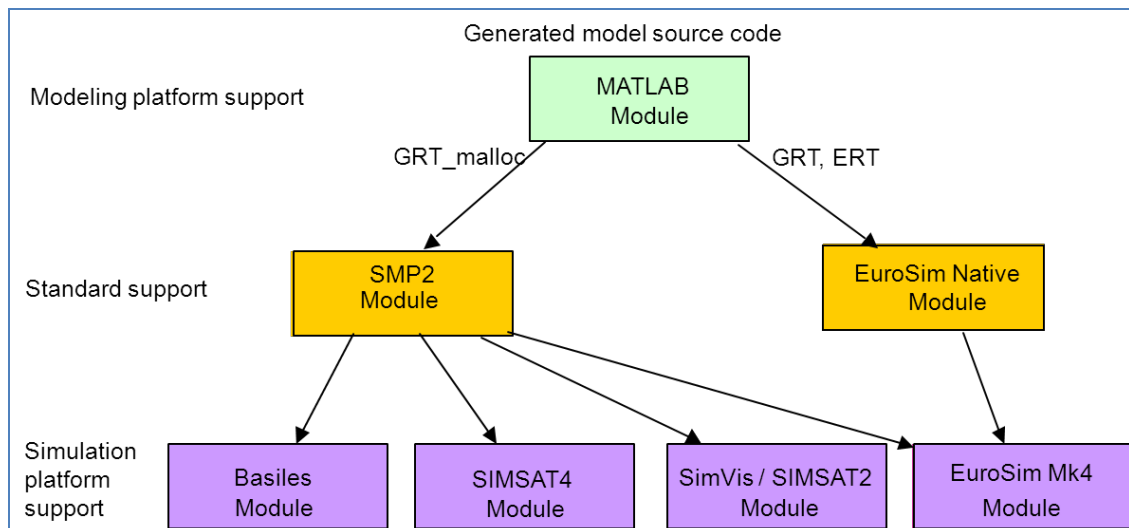 Generated model source code
Modeling platform support
MATLAB
Module
GRT_malloc
GRT, ERT
Standard support
SMP2
Module
EuroSim Native
Module
Simulation
platform
support
Basiles
Module
SIMSAT4
Module
SimVis / SIMSAT2
Module
EuroSim Mk4
Module